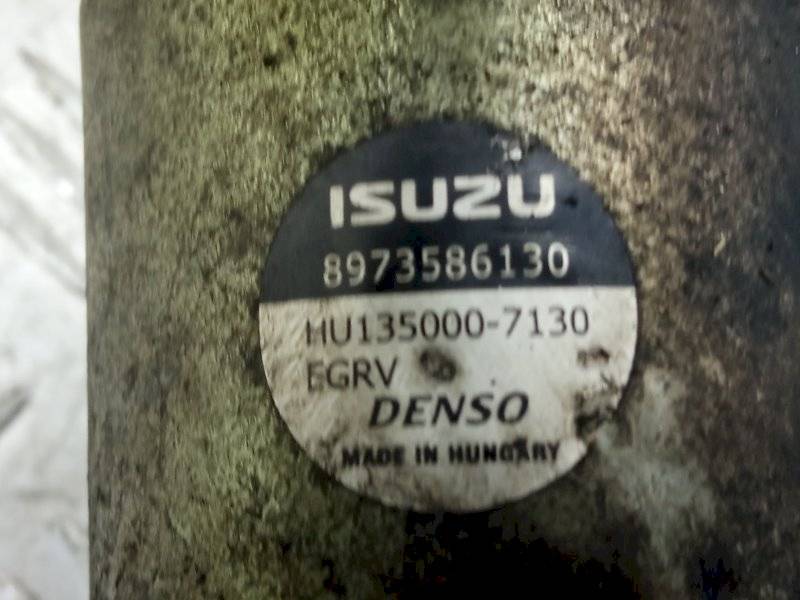 ISUZU
8973586130
HU135000-7130
EGRV
DENSO
MADE IN HUNGARY